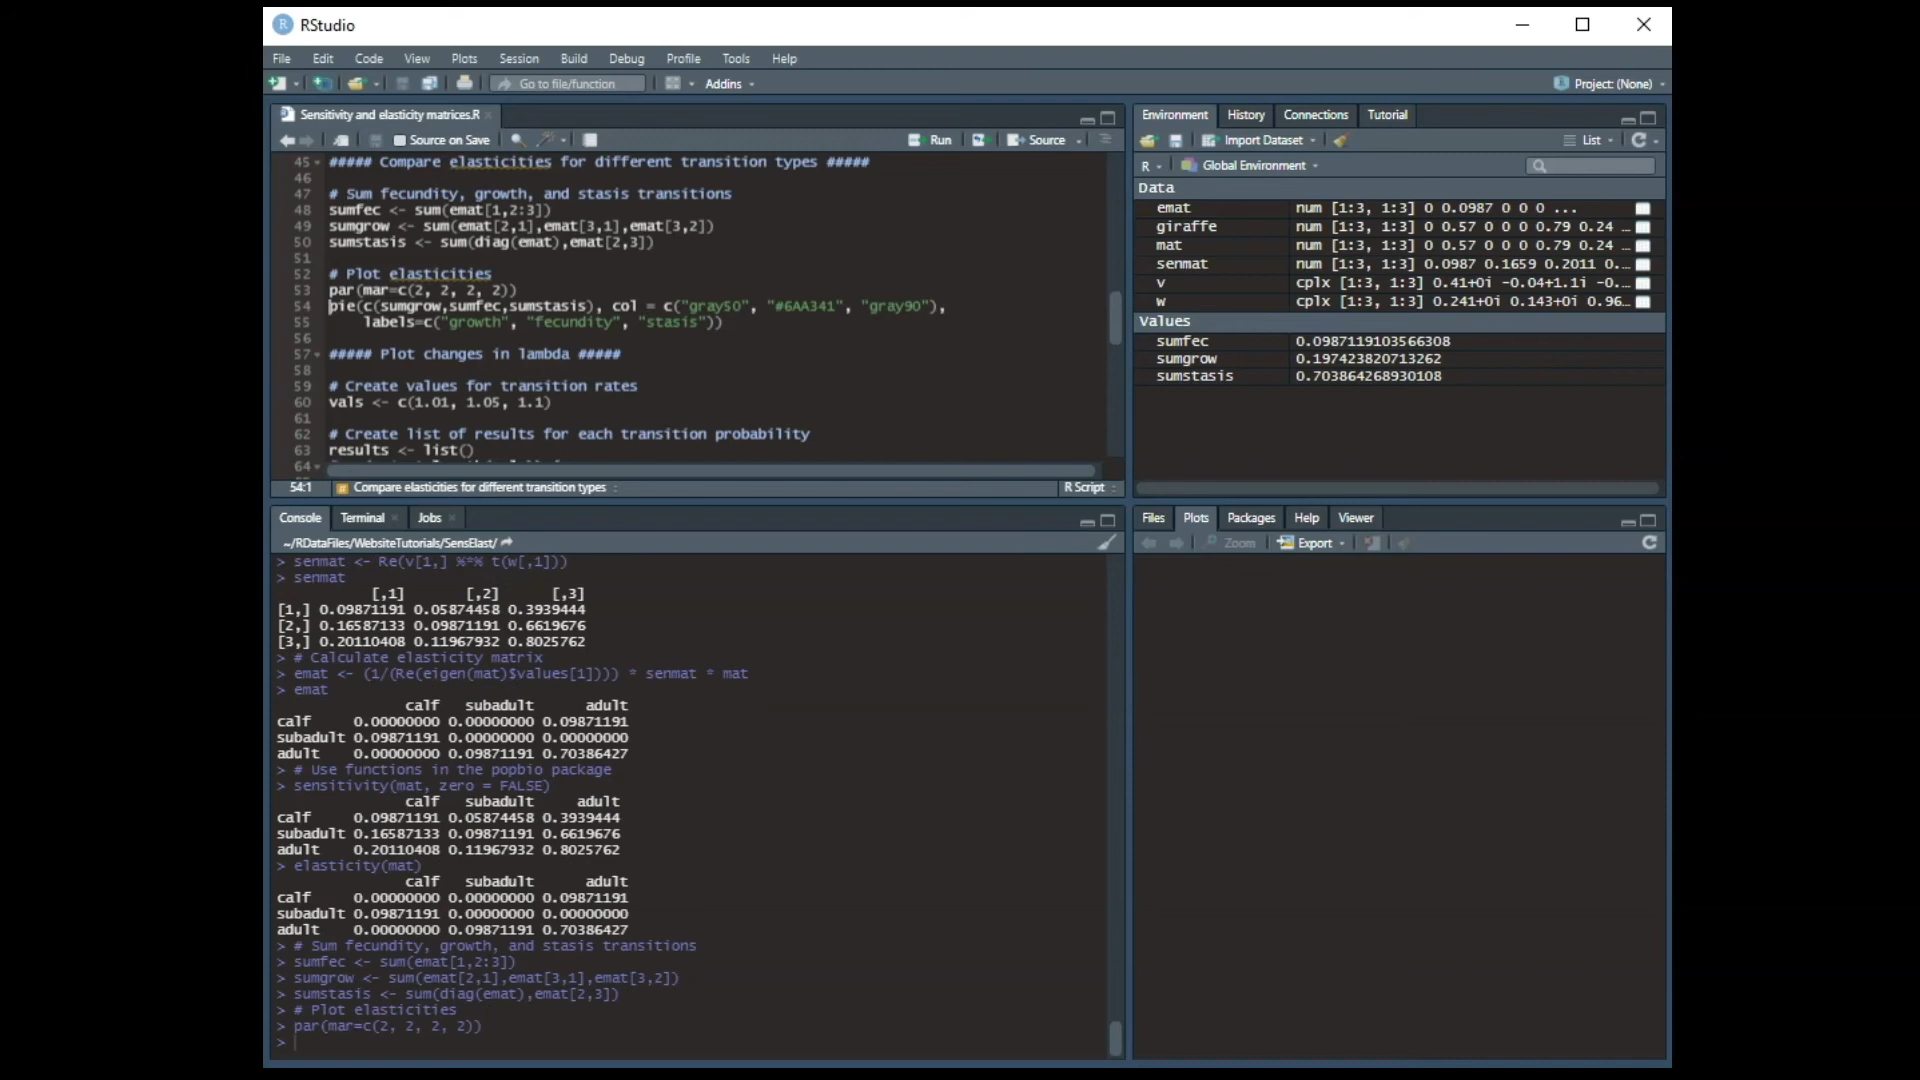 RStudio
File Edit Code View Plots Session Build Debug Profile Tools Help
Go to file/function Addins Project: (None)
Sensitivity and elasticity matrices.R
Source on Save Run Source
45 ##### Compare elasticities for different transition types #####
46
47 # Sum fecundity, growth, and stasis transitions
48 sumfec <- sum(emat[1,2:3])
49 sumgrow <- sum(emat[2,1],emat[3,1],emat[3,2])
50 sumstasis <- sum(diag(emat),emat[2,3])
51
52 # Plot elasticities
53 par(mar=c(2, 2, 2, 2))
54 pie(c(sumgrow,sumfec,sumstasis), col = c("gray50", "#6AA341", "gray90"),
55 labels=c("growth", "fecundity", "stasis"))
56
57 ##### Plot changes in lambda #####
58
59 # Create values for transition rates
60 vals <- c(1.01, 1.05, 1.1)
61
62 # Create list of results for each transition probability
63 results <- list()
64
54:1 Compare elasticities for different transition types R Script
Environment History Connections Tutorial
Import Dataset List
R Global Environment
Data
emat num [1:3, 1:3] 0 0.0987 0 0 0 ...
giraffe num [1:3, 1:3] 0 0.57 0 0 0.79 0.24 ...
mat num [1:3, 1:3] 0 0.57 0 0 0.79 0.24 ...
senmat num [1:3, 1:3] 0.0987 0.1659 0.2011 0...
v cplx [1:3, 1:3] 0.41+0i -0.04+1.1i -0...
w cplx [1:3, 1:3] 0.241+0i 0.143+0i 0.96...
Values
sumfec 0.0987119103566308
sumgrow 0.197423820713262
sumstasis 0.703864268930108
Console Terminal Jobs
~/RDataFiles/WebsiteTutorials/SensElast/
> senmat <- Re(v[1,] %*% t(w[,1]))
> senmat
[,1] [,2] [,3]
[1,] 0.09871191 0.05874458 0.3939444
[2,] 0.16587133 0.09871191 0.6619676
[3,] 0.20110408 0.11967932 0.8025762
> # Calculate elasticity matrix
> emat <- (1/(Re(eigen(mat)$values[1]))) * senmat * mat
> emat
calf subadult adult
calf 0.00000000 0.00000000 0.09871191
subadult 0.09871191 0.00000000 0.00000000
adult 0.00000000 0.09871191 0.70386427
> # Use functions in the popbio package
> sensitivity(mat, zero = FALSE)
calf subadult adult
calf 0.09871191 0.05874458 0.3939444
subadult 0.16587133 0.09871191 0.6619676
adult 0.20110408 0.11967932 0.8025762
> elasticity(mat)
calf subadult adult
calf 0.00000000 0.00000000 0.09871191
subadult 0.09871191 0.00000000 0.00000000
adult 0.00000000 0.09871191 0.70386427
> # Sum fecundity, growth, and stasis transitions
> sumfec <- sum(emat[1,2:3])
> sumgrow <- sum(emat[2,1],emat[3,1],emat[3,2])
> sumstasis <- sum(diag(emat),emat[2,3])
> # Plot elasticities
> par(mar=c(2, 2, 2, 2))
>
Files Plots Packages Help Viewer
Zoom Export